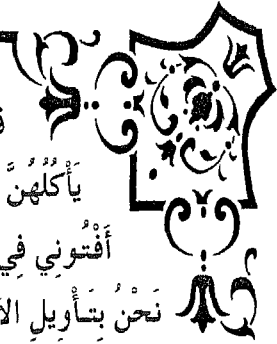 يَأْكُلُهُنَّ
أَفْتُونِي فِي
نَحْنُ بِتَأْوِيلِ